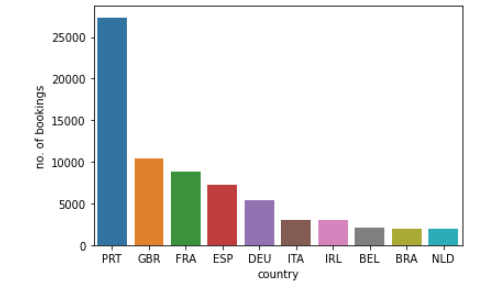 25000
20000
15000
10000
5000
0
no. of bookings
PRT GBR FRA ESP DEU ITA IRL BEL BRA NLD
country